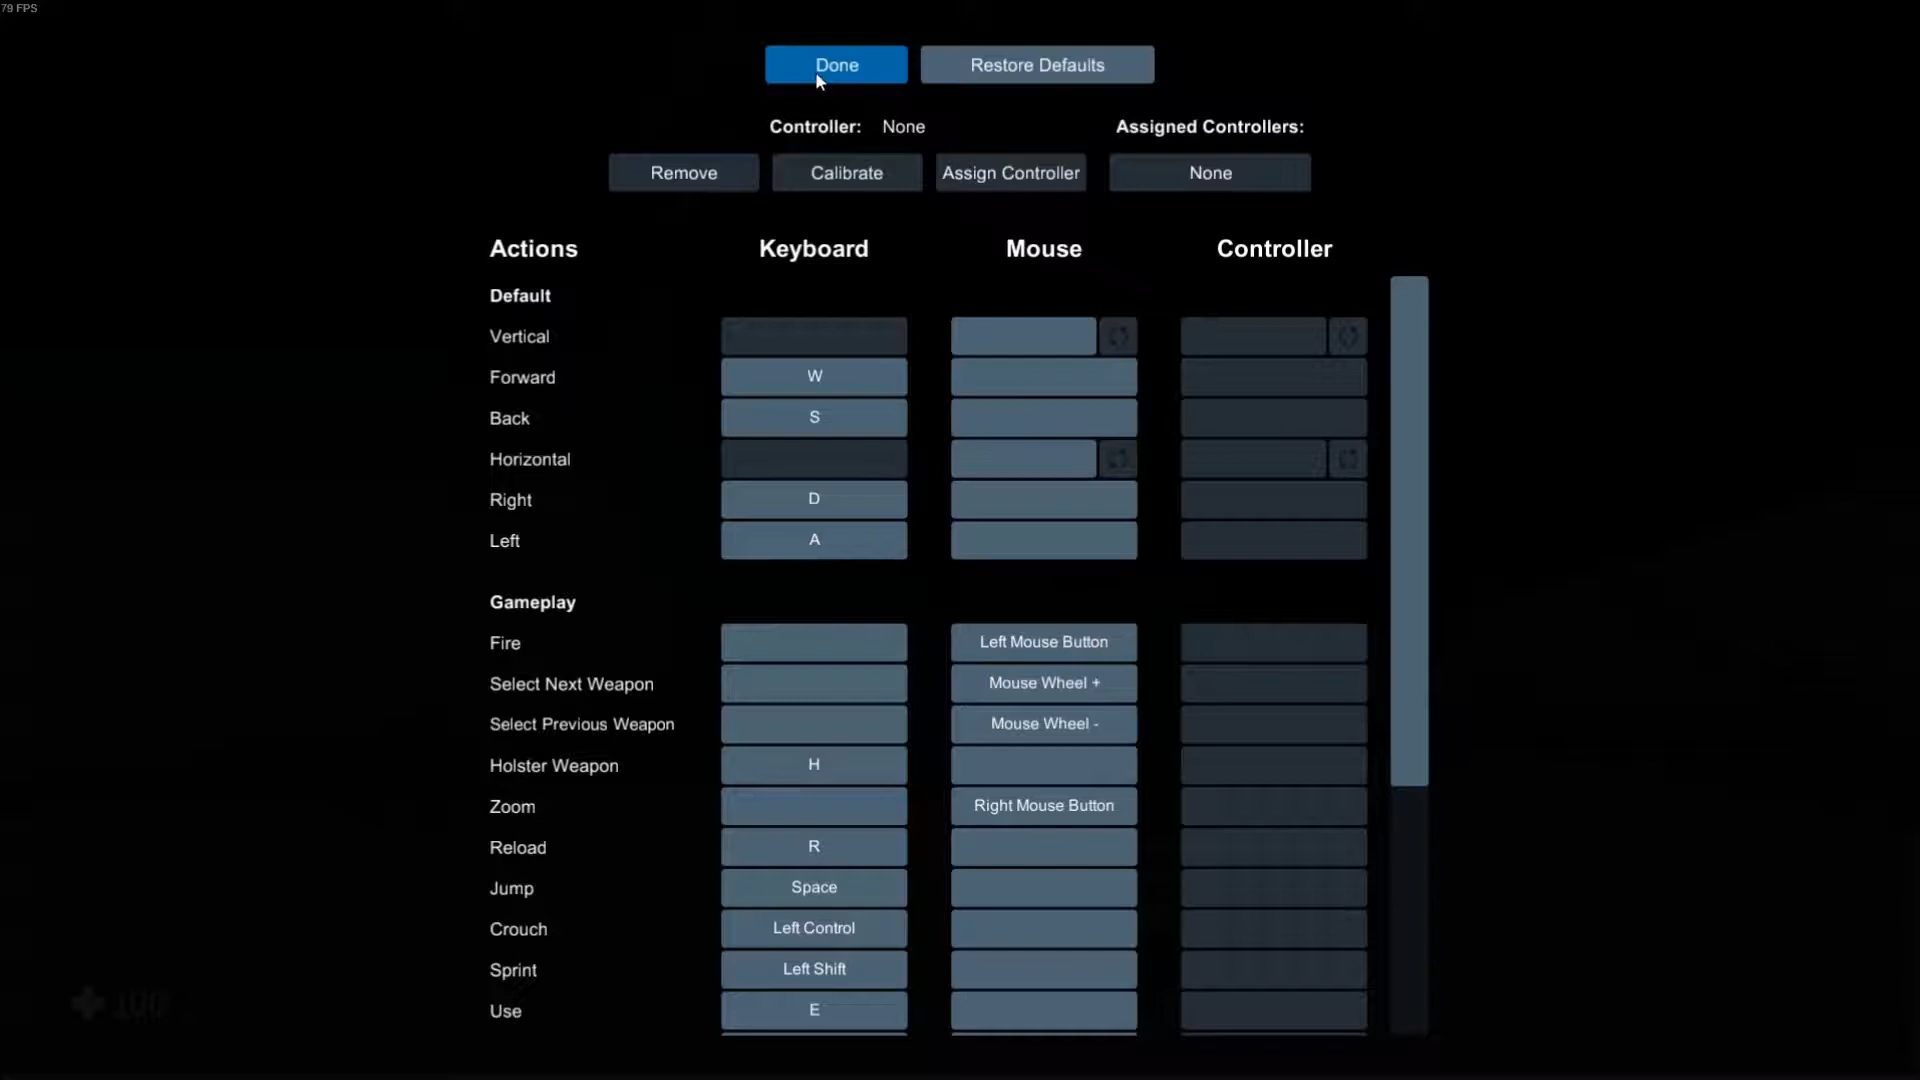 79 FPS
Done Restore Defaults
Controller: None Assigned Controllers:
Remove Calibrate Assign Controller None
Actions Keyboard Mouse Controller
Default
Vertical
Forward W
Back S
Horizontal
Right D
Left A
Gameplay
Fire Left Mouse Button
Select Next Weapon Mouse Wheel +
Select Previous Weapon Mouse Wheel -
Holster Weapon H
Zoom Right Mouse Button
Reload R
Jump Space
Crouch Left Control
Sprint Left Shift
Use E